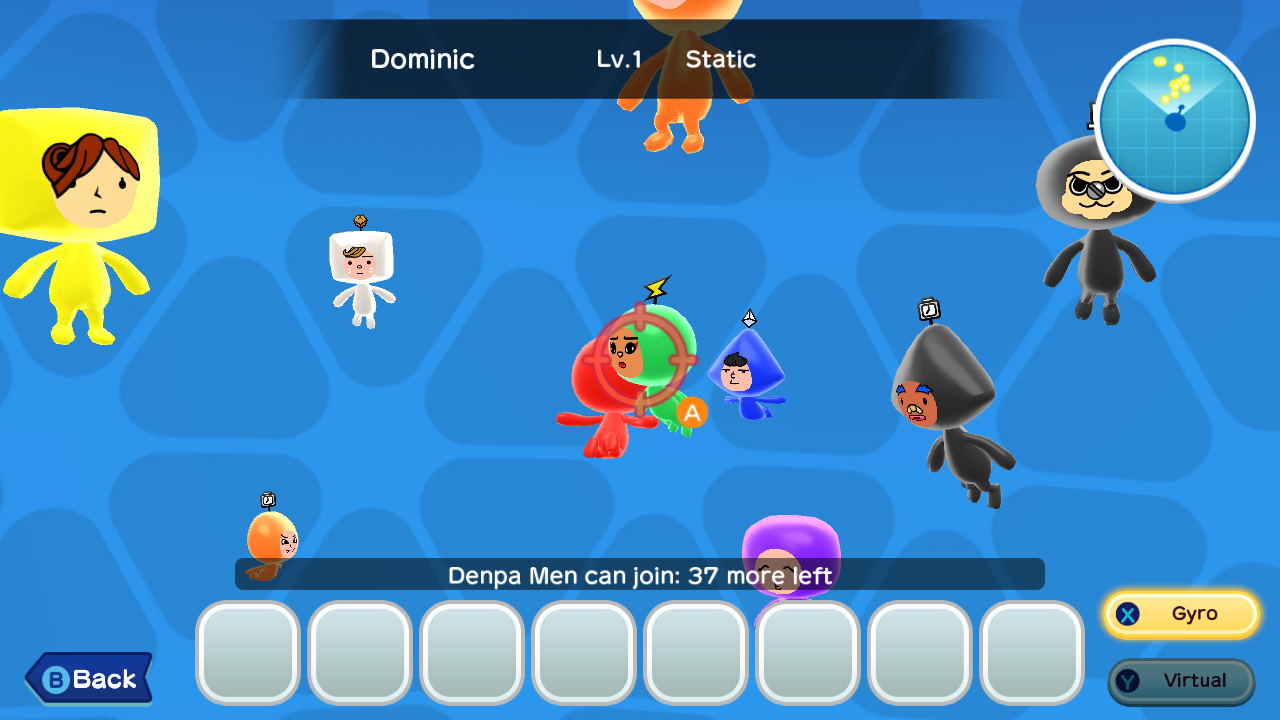 Dominic Lv.1 Static
A
Denpa Men can join: 37 more left
X Gyro
B Back
Y Virtual